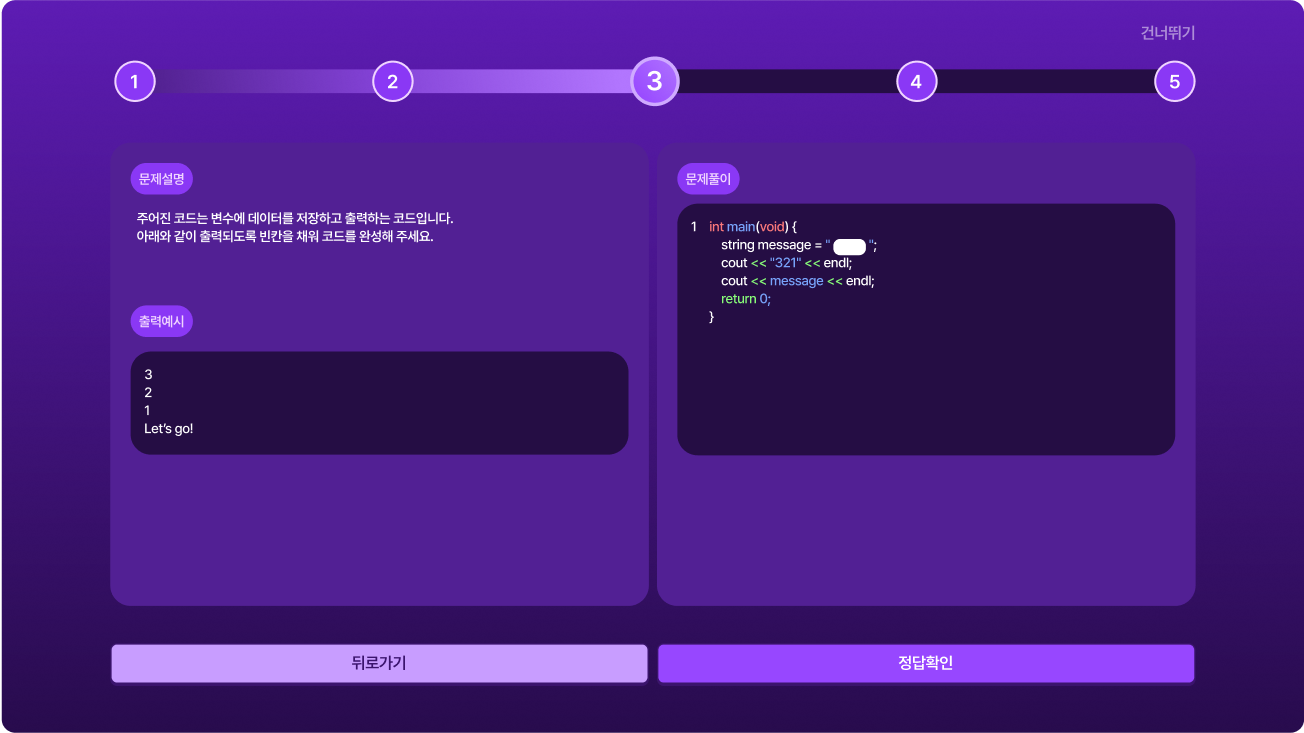 건너뛰기
1 2 3 4 5
문제설명
주어진 코드는 변수에 데이터를 저장하고 출력하는 코드입니다.
아래와 같이 출력되도록 빈칸을 채워 코드를 완성해 주세요.
출력예시
3
2
1
Let’s go!
문제풀이
1 int main(void) {
string message = " ";
cout << "321" << endl;
cout << message << endl;
return 0;
}
뒤로가기
정답확인